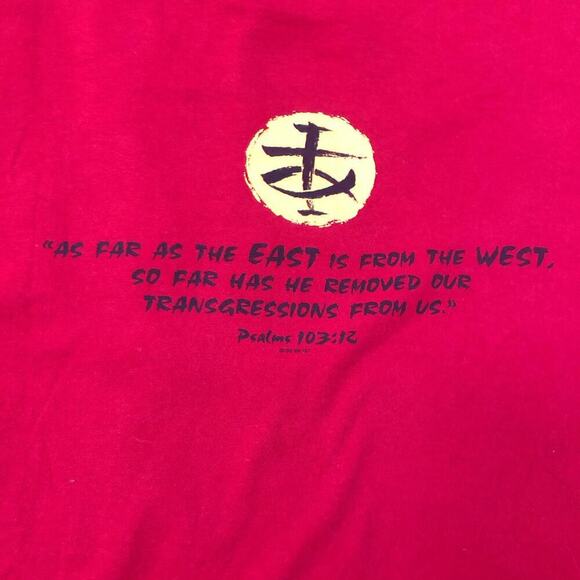 "AS FAR AS THE EAST IS FROM THE WEST,
SO FAR HAS HE REMOVED OUR
TRANSGRESSIONS FROM US."
Psalms 103:12